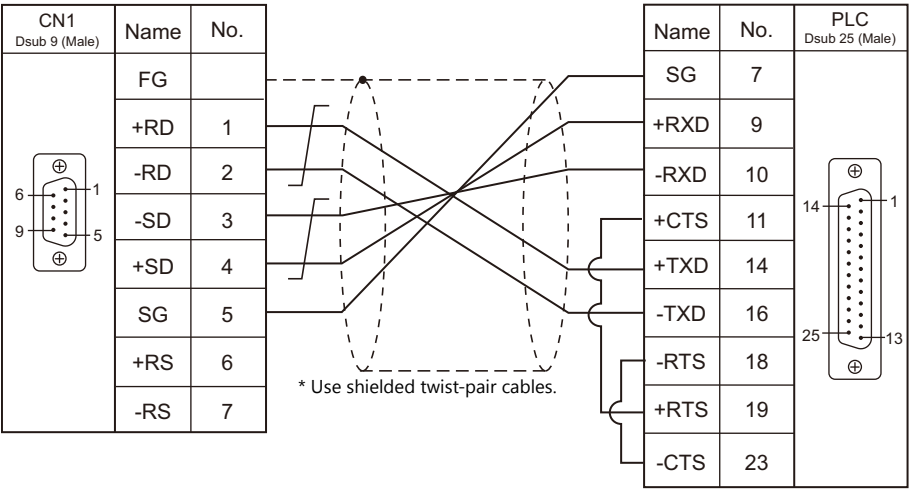 CN1
Dsub 9 (Male)
Name No.
FG
+RD 1
-RD 2
-SD 3
+SD 4
SG 5
+RS 6
-RS 7
6 1
9 5
* Use shielded twist-pair cables.
Name No.
PLC
Dsub 25 (Male)
SG 7
+RXD 9
-RXD 10
+CTS 11
+TXD 14
-TXD 16
-RTS 18
+RTS 19
-CTS 23
14 1
25 13